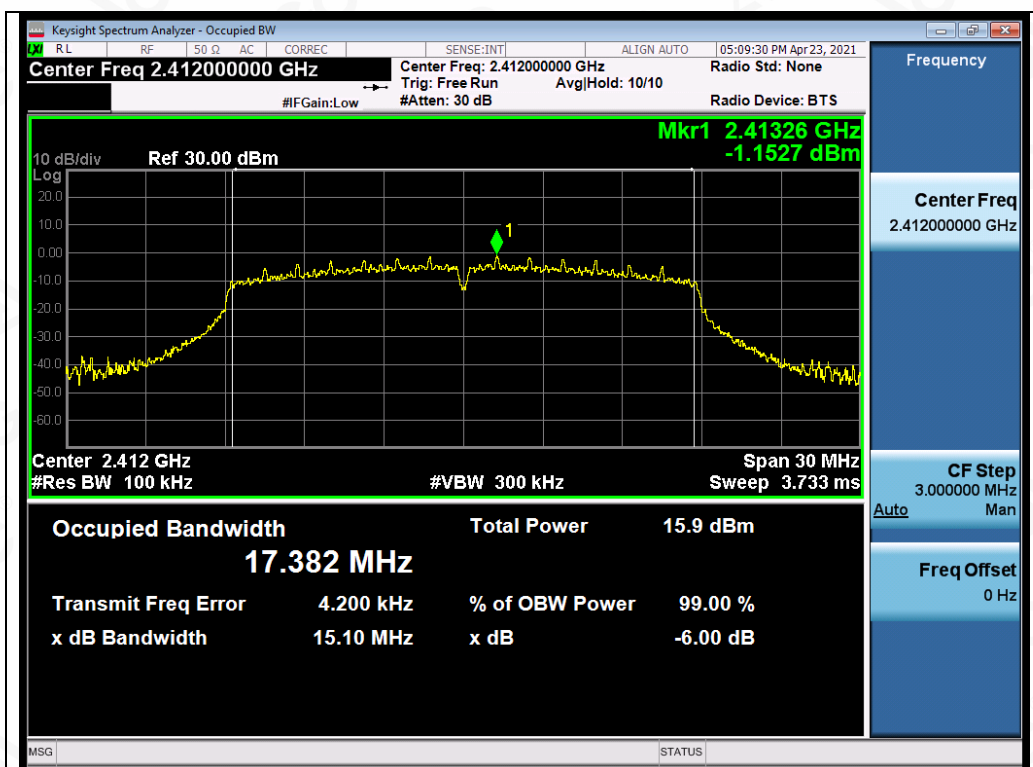 Keysight Spectrum Analyzer - Occupied BW
LXI RL RF 50 Ω AC CORREC SENSE:INT ALIGN AUTO 05:09:30 PM Apr 23, 2021
Center Freq 2.412000000 GHz Center Freq: 2.412000000 GHz Radio Std: None
Trig: Free Run Avg|Hold: 10/10
#IFGain:Low #Atten: 30 dB Radio Device: BTS
Mkr1 2.41326 GHz
-1.1527 dBm
10 dB/div Ref 30.00 dBm
Log
20.0
10.0
1
0.00
-10.0
-20.0
-30.0
-40.0
-50.0
-60.0
Center 2.412 GHz Span 30 MHz
#Res BW 100 kHz #VBW 300 kHz Sweep 3.733 ms
Occupied Bandwidth Total Power 15.9 dBm
17.382 MHz
Transmit Freq Error 4.200 kHz % of OBW Power 99.00 %
x dB Bandwidth 15.10 MHz x dB -6.00 dB
MSG STATUS
Frequency
Center Freq
2.412000000 GHz
CF Step
3.000000 MHz
Auto Man
Freq Offset
0 Hz